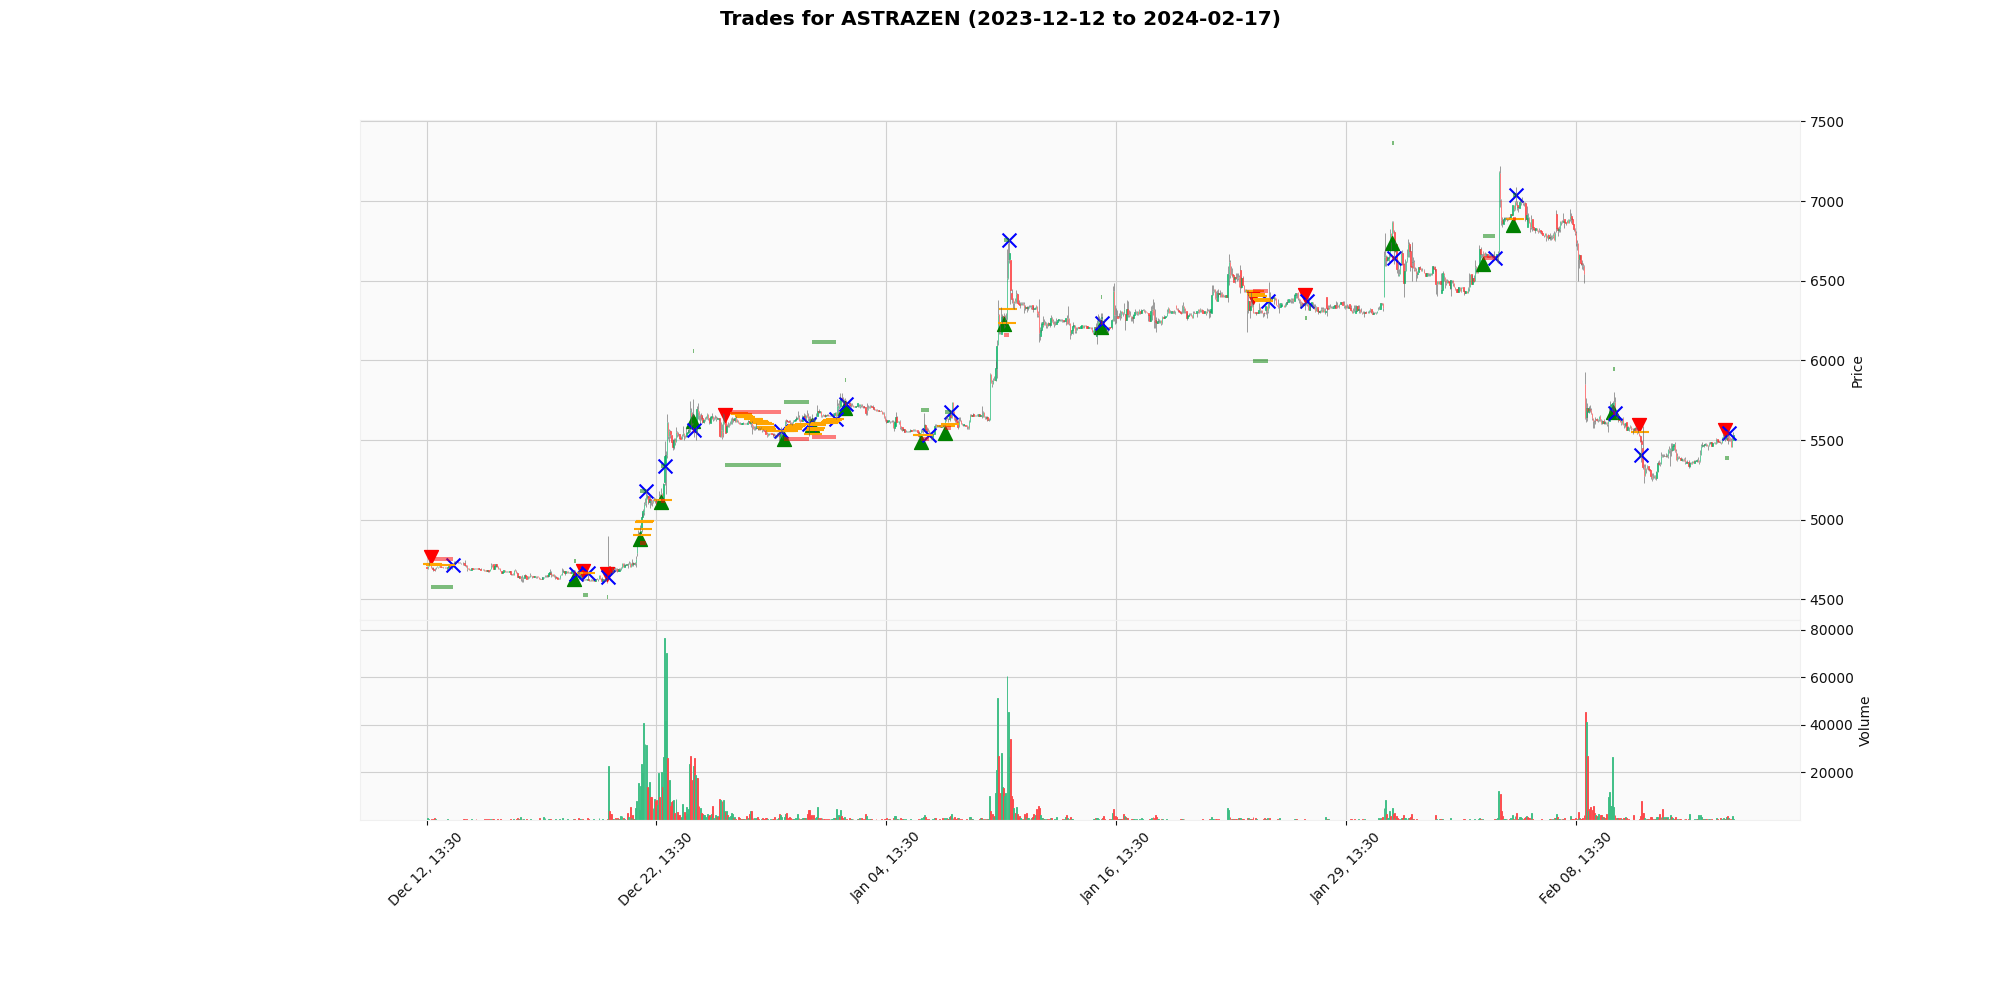 Trades for ASTRAZEN (2023-12-12 to 2024-02-17)
7500
7000
6500
6000
5500
5000
4500
Price
80000
60000
40000
20000
Volume
Dec 12, 13:30
Dec 22, 13:30
Jan 04, 13:30
Jan 16, 13:30
Jan 29, 13:30
Feb 08, 13:30